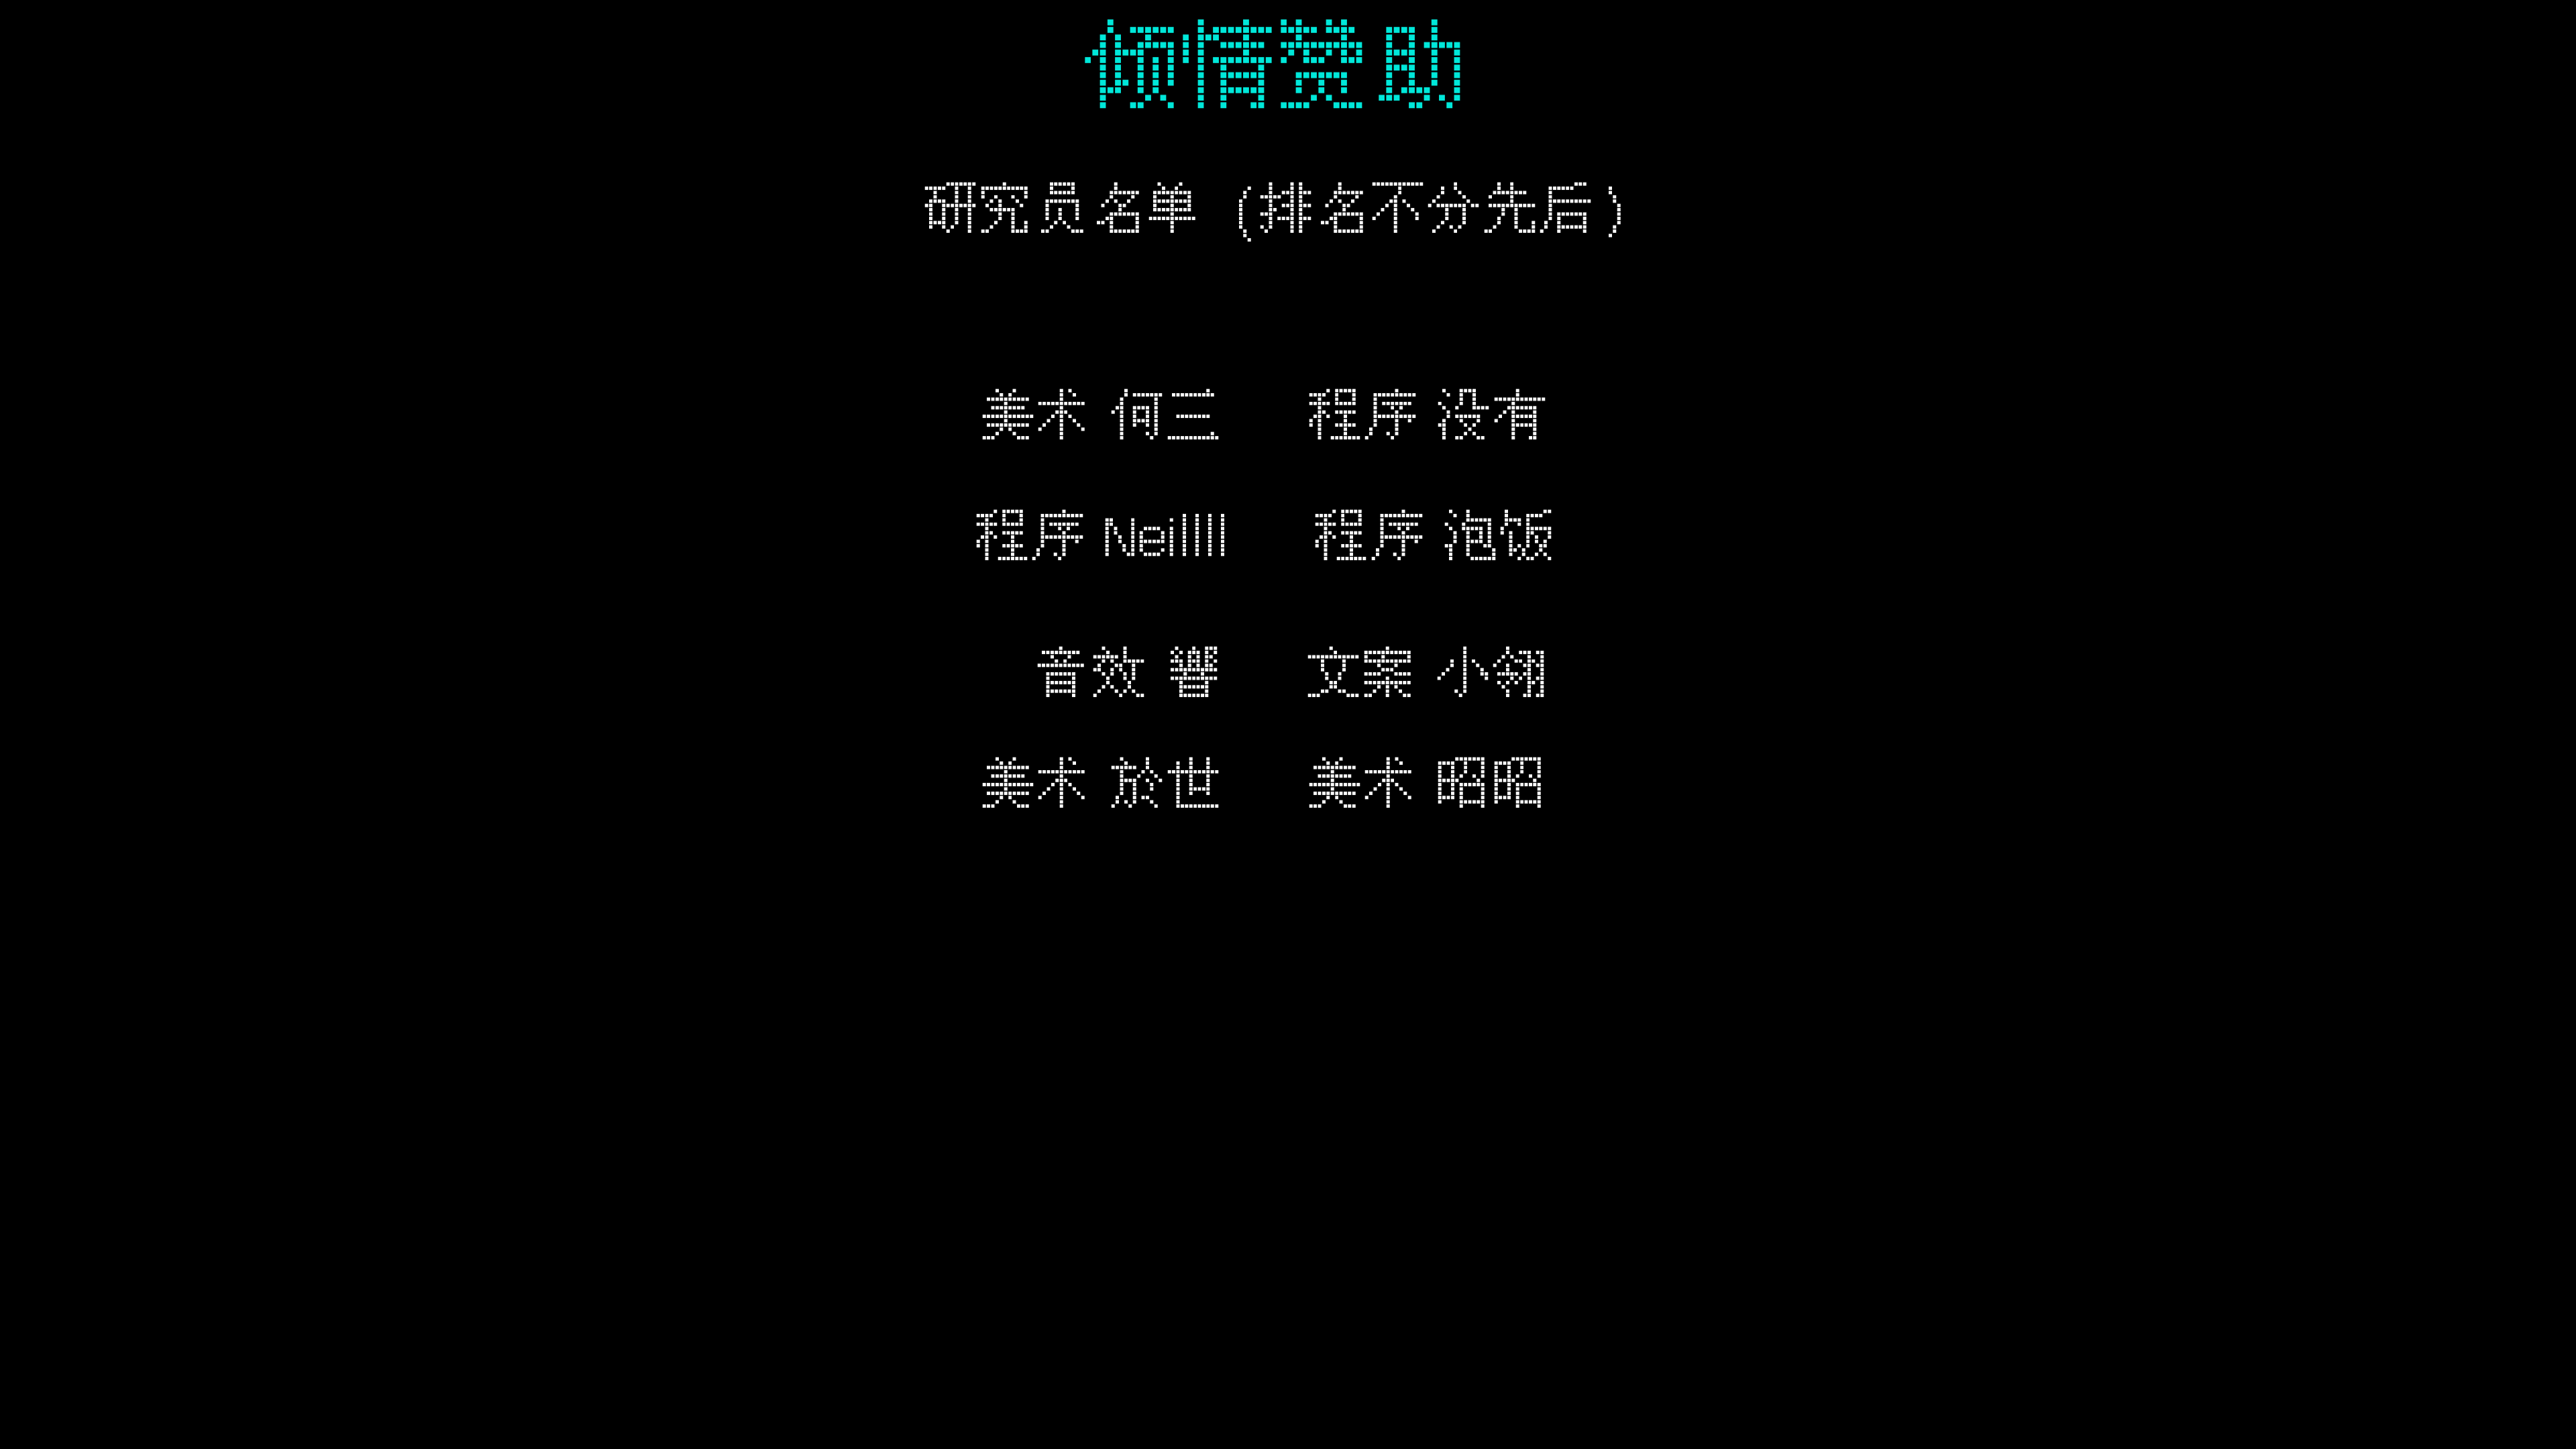 倾情赞助
研究员名单（排名不分先后）
美术 何三 程序 没有
程序 Neillll 程序 泡饭
音效 響 文案 小翎
美术 於世 美术 昭昭